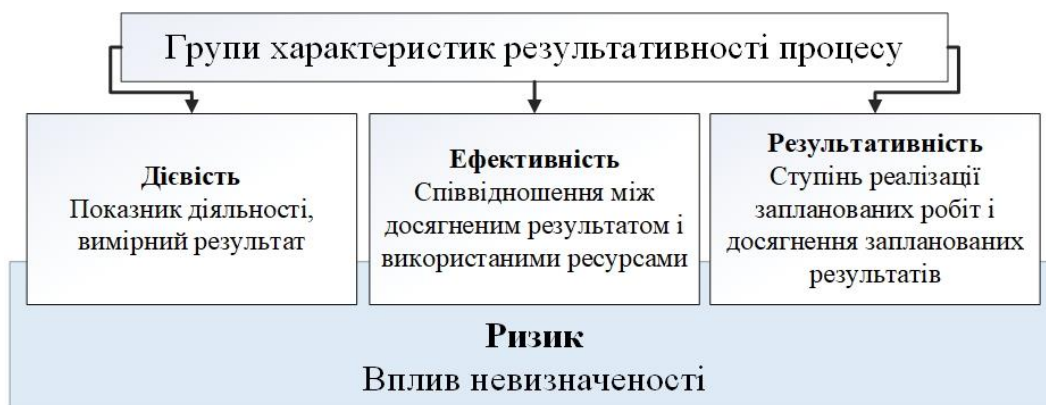 Групи характеристик результативності процесу
Дієвість
Показник діяльності,
вимірний результат
Ефективність
Співвідношення між
досягненим результатом і
використаними ресурсами
Результативність
Ступінь реалізації
запланованих робіт і
досягнення запланованих
результатів
Ризик
Вплив невизначеності